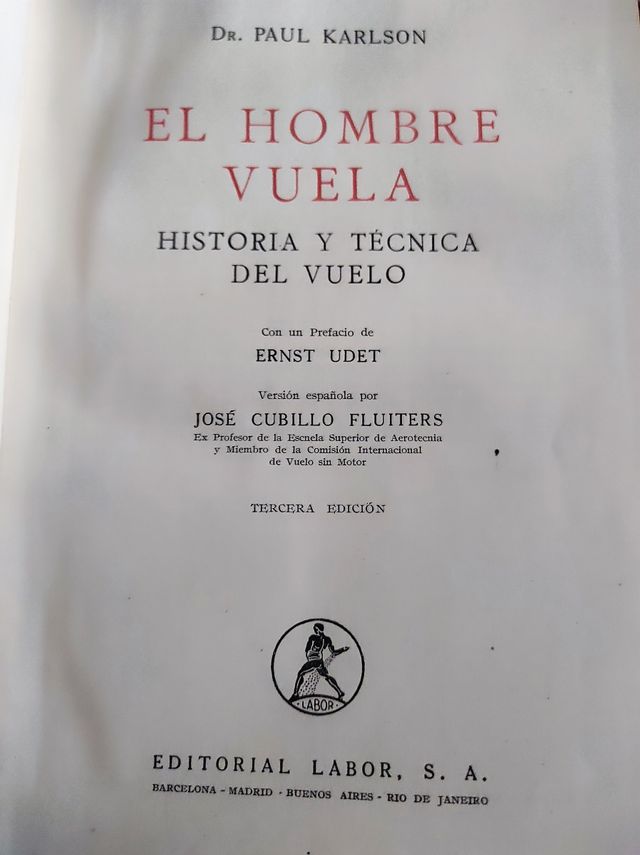 Dr. PAUL KARLSON
EL HOMBRE
VUELA
HISTORIA Y TÉCNICA
DEL VUELO
Con un Prefacio de
ERNST UDET
Versión española por
JOSÉ CUBILLO FLUITERS
Ex Profesor de la Escuela Superior de Aerotecnia
y Miembro de la Comisión Internacional
de Vuelo sin Motor
TERCERA EDICIÓN
LABOR
EDITORIAL LABOR, S. A.
BARCELONA - MADRID - BUENOS AIRES - RIO DE JANEIRO